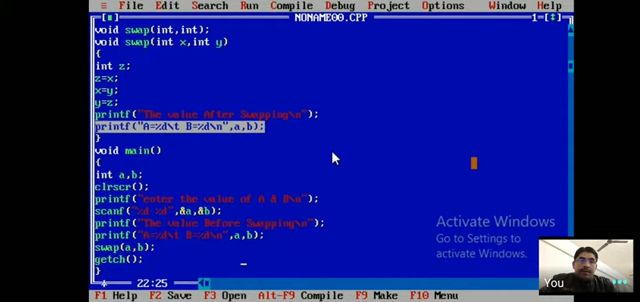 ≡ File Edit Search Run Compile Debug Project Options Window Help
[■] NONAME00.CPP 1=[↕]
void swap(int,int);
void swap(int x,int y)
{
int z;
z=x;
x=y;
y=z;
printf("The value After Swapping\n");
printf("A=%d\t B=%d\n",a,b);
}
void main()
{
int a,b;
clrscr();
printf("enter the value of A & B\n");
scanf("%d %d",&a,&b);
printf("The value Before Swapping\n");
printf("A=%d\t B=%d\n",a,b);
swap(a,b);
getch();
}
22:25
Activate Windows
Go to Settings to
activate Windows.
You
F1 Help F2 Save F3 Open Alt-F9 Compile F9 Make F10 Menu